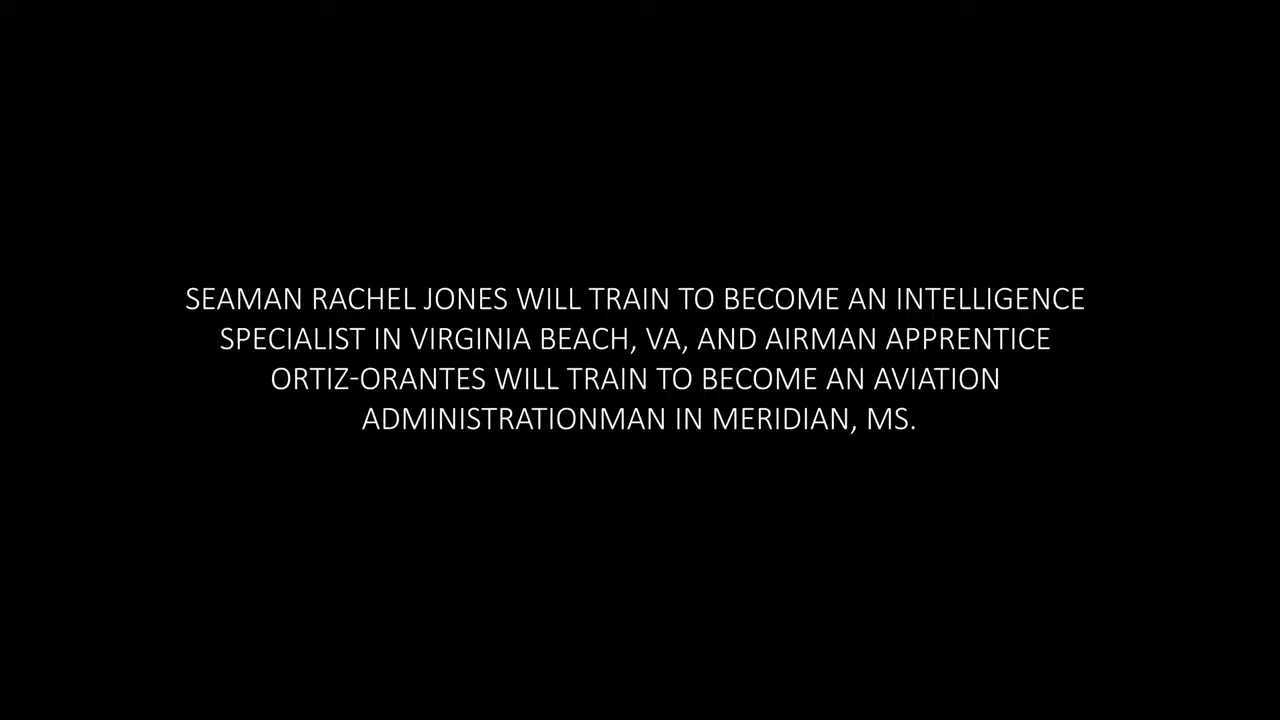 SEAMAN RACHEL JONES WILL TRAIN TO BECOME AN INTELLIGENCE
SPECIALIST IN VIRGINIA BEACH, VA, AND AIRMAN APPRENTICE
ORTIZ-ORANTES WILL TRAIN TO BECOME AN AVIATION
ADMINISTRATIONMAN IN MERIDIAN, MS.